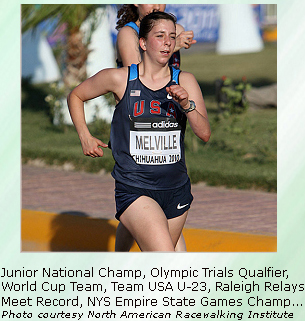 USA
adidas
MELVILLE
CHIHUAHUA 2010
Junior National Champ, Olympic Trials Qualfier,
World Cup Team, Team USA U-23, Raleigh Relays
Meet Record, NYS Empire State Games Champ...
Photo courtesy North American Racewalking Institute